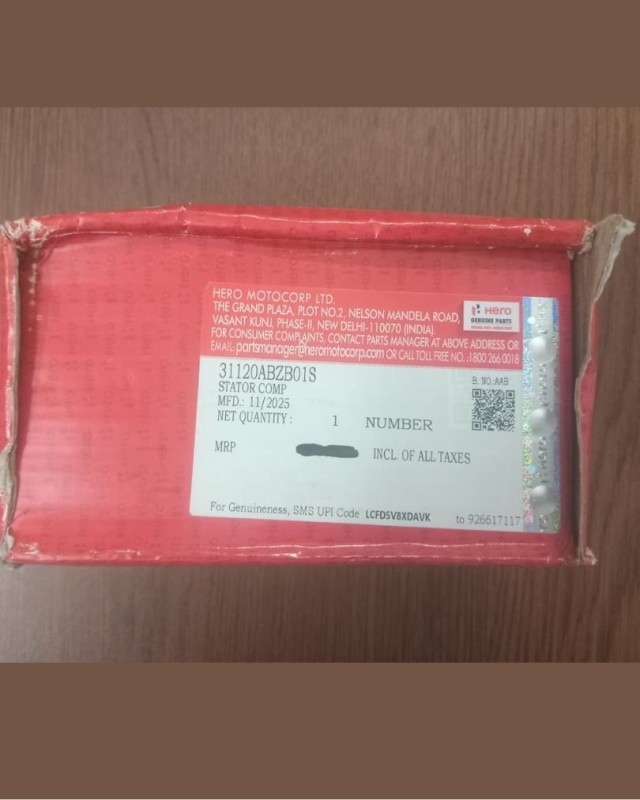 HERO MOTOCORP LTD.
THE GRAND PLAZA, PLOT NO.2, NELSON MANDELA ROAD,
VASANT KUNJ, PHASE-II, NEW DELHI-110070 (INDIA)
FOR CONSUMER COMPLAINTS, CONTACT PARTS MANAGER AT ABOVE ADDRESS OR
EMAIL: partsmanager@heromotocorp.com OR CALL TOLL FREE NO. :1800 266 0018
Hero
GENUINE PARTS
31120ABZB01S
STATOR COMP
MFD.: 11/2025
NET QUANTITY : 1 NUMBER
B. NO.:AAB
MRP INCL. OF ALL TAXES
For Genuineness, SMS UPI Code LCFD5V8XDAVK to 926617117